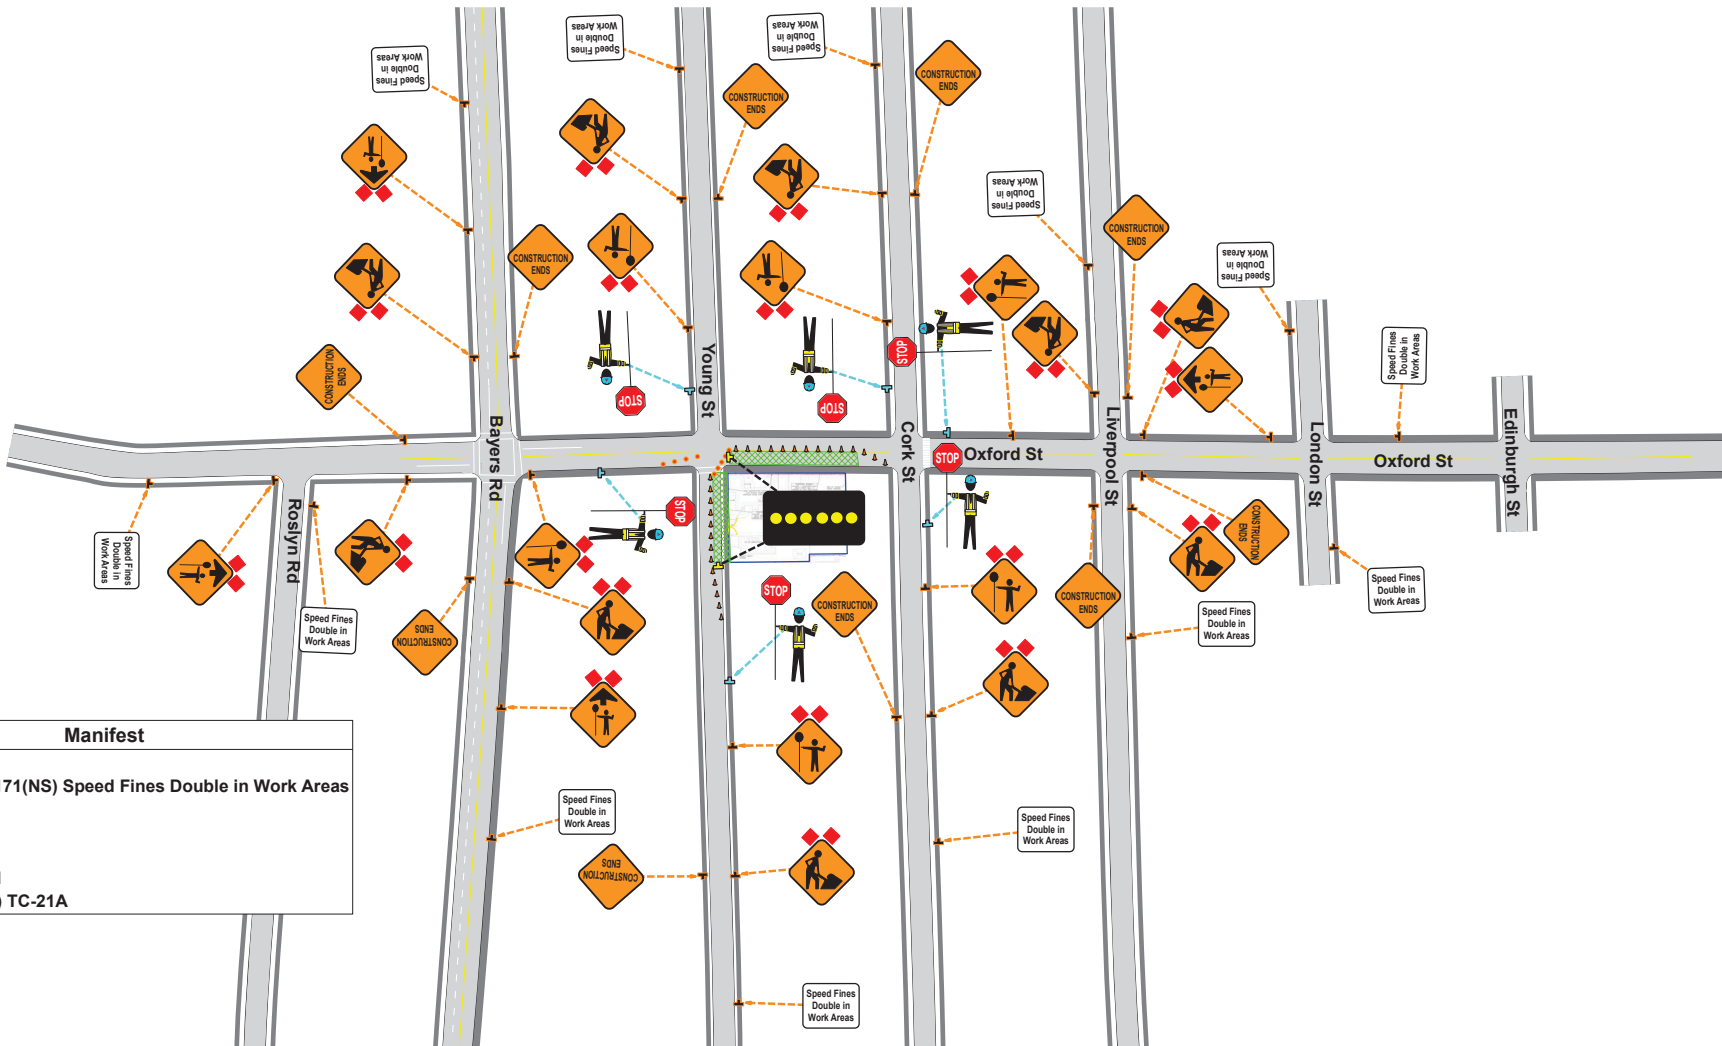 Speed Fines
Double in
Work Areas
Speed Fines
Double in
Work Areas
Speed Fines
Double in
Work Areas
CONSTRUCTION
ENDS
CONSTRUCTION
ENDS
Speed Fines
Double in
Work Areas
CONSTRUCTION
ENDS
CONSTRUCTION
ENDS
Speed Fines
Double in
Work Areas
CONSTRUCTION
ENDS
Speed Fines
Double in
Work Areas
STOP
STOP
STOP
Young St
Bayers Rd
Cork St
Liverpool St
London St
Edinburgh St
STOP
Oxford St
Oxford St
Roslyn Rd
STOP
Speed Fines
Double in
Work Areas
CONSTRUCTION
ENDS
STOP
Speed Fines
Double in
Work Areas
CONSTRUCTION
ENDS
CONSTRUCTION
ENDS
CONSTRUCTION
ENDS
Speed Fines
Double in
Work Areas
Speed Fines
Double in
Work Areas
Manifest
171(NS) Speed Fines Double in Work Areas
) TC-21A
Speed Fines
Double in
Work Areas
Speed Fines
Double in
Work Areas
CONSTRUCTION
ENDS
Speed Fines
Double in
Work Areas